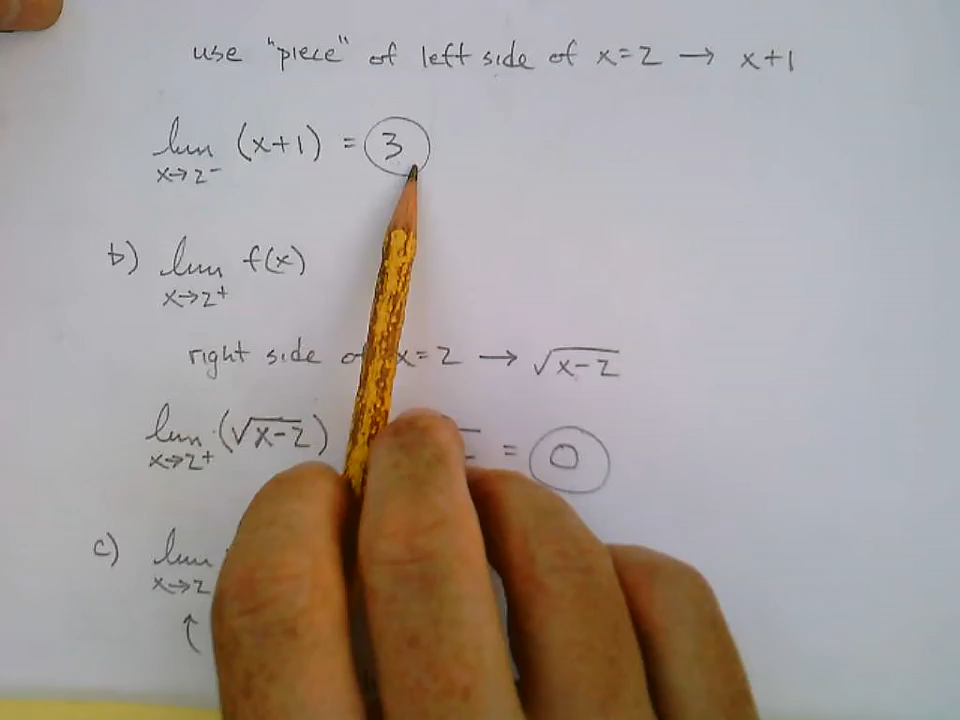 use "piece" of left side of x=2 → x+1
lim (x+1) = 3
x→2⁻
b) lim f(x)
x→2⁺
right side of x=2 → √x-2
lim (√x-2) = 0
x→2⁺
c) lim
x→2
↑